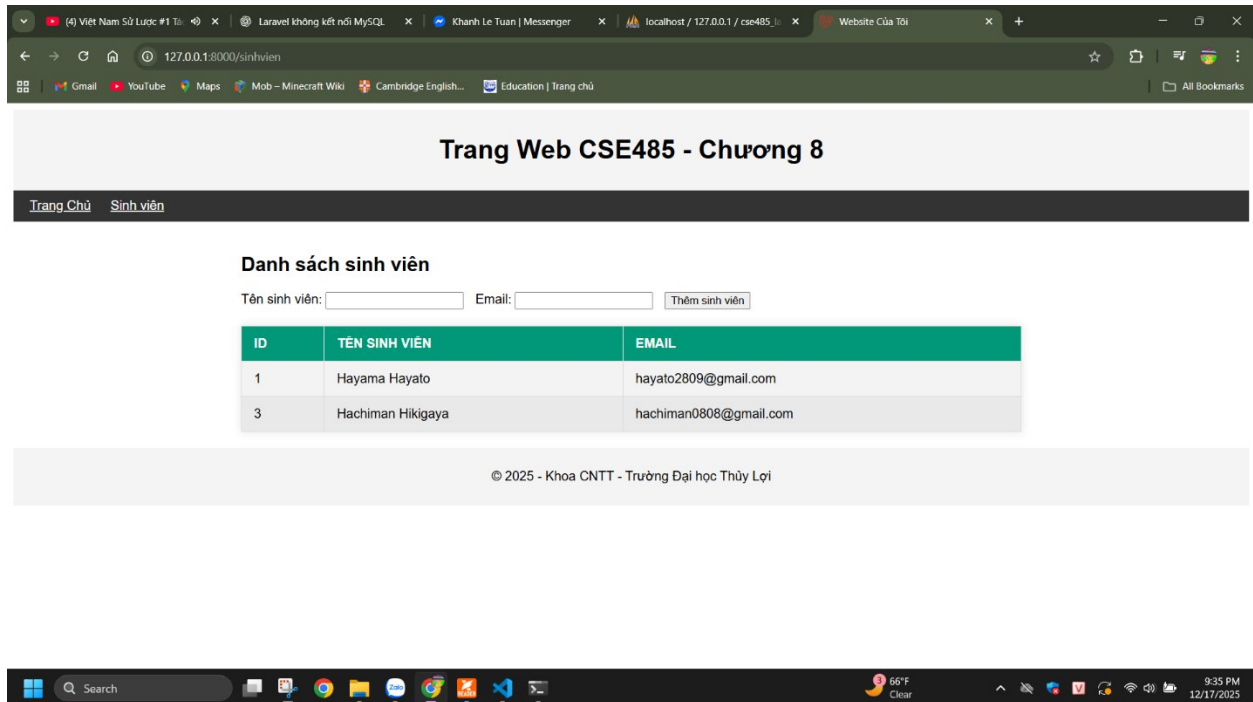 (4) Việt Nam Sử Lược #1 Tá
Laravel không kết nối MySQL
Khanh Le Tuan | Messenger
localhost / 127.0.0.1 / cse485_l
Website Của Tôi
127.0.0.1:8000/sinhvien
Gmail
YouTube
Maps
Mob – Minecraft Wiki
Cambridge English...
Education | Trang chủ
All Bookmarks
Trang Web CSE485 - Chương 8
Trang Chủ Sinh viên
Danh sách sinh viên
Tên sinh viên: Email: Thêm sinh viên
ID TÊN SINH VIÊN EMAIL
1 Hayama Hayato hayato2809@gmail.com
3 Hachiman Hikigaya hachiman0808@gmail.com
© 2025 - Khoa CNTT - Trường Đại học Thủy Lợi
Search
Zalo
3
66°F
Clear
V
9:35 PM
12/17/2025